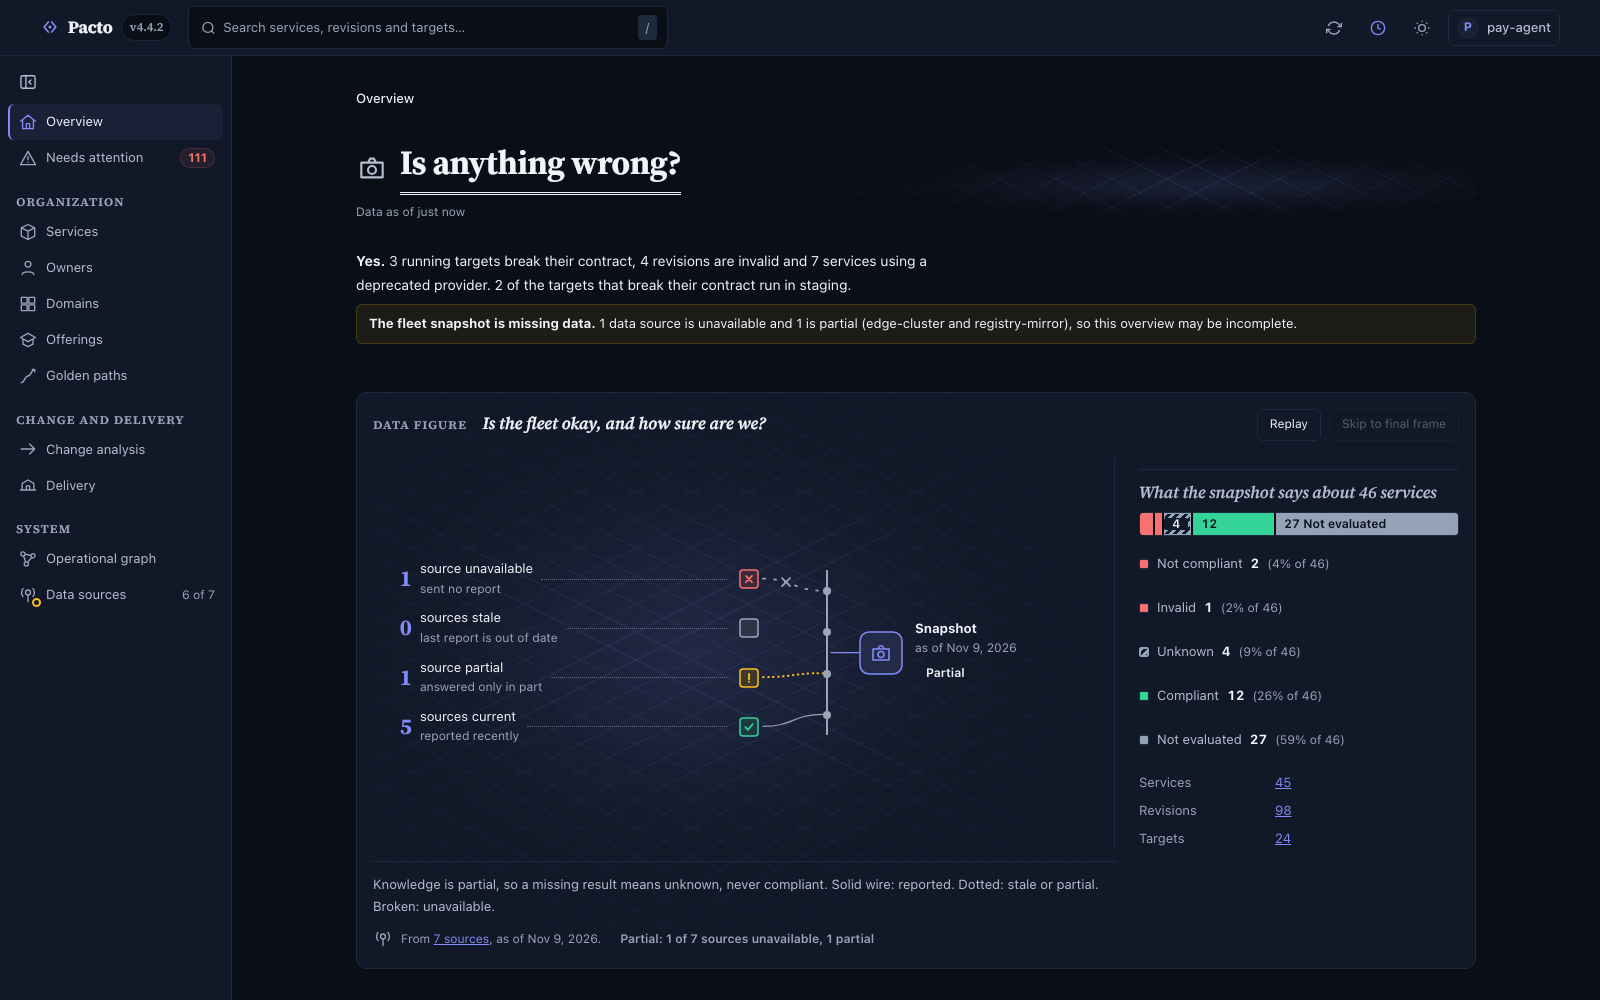 Pacto
v4.4.2
Search services, revisions and targets...
/
P
pay-agent
Overview
Needs attention
111
ORGANIZATION
Services
Owners
Domains
Offerings
Golden paths
CHANGE AND DELIVERY
Change analysis
Delivery
SYSTEM
Operational graph
Data sources
6 of 7
Overview
Is anything wrong?
Data as of just now
Yes. 3 running targets break their contract, 4 revisions are invalid and 7 services using a
deprecated provider. 2 of the targets that break their contract run in staging.
The fleet snapshot is missing data. 1 data source is unavailable and 1 is partial (edge-cluster and registry-mirror), so this overview may be incomplete.
DATA FIGURE
Is the fleet okay, and how sure are we?
Replay
Skip to final frame
1 source unavailable
sent no report
0 sources stale
last report is out of date
1 source partial
answered only in part
5 sources current
reported recently
Snapshot
as of Nov 9, 2026
Partial
What the snapshot says about 46 services
4
12
27 Not evaluated
Not compliant 2 (4% of 46)
Invalid 1 (2% of 46)
Unknown 4 (9% of 46)
Compliant 12 (26% of 46)
Not evaluated 27 (59% of 46)
Services 45
Revisions 98
Targets 24
Knowledge is partial, so a missing result means unknown, never compliant. Solid wire: reported. Dotted: stale or partial.
Broken: unavailable.
From 7 sources, as of Nov 9, 2026.
Partial: 1 of 7 sources unavailable, 1 partial